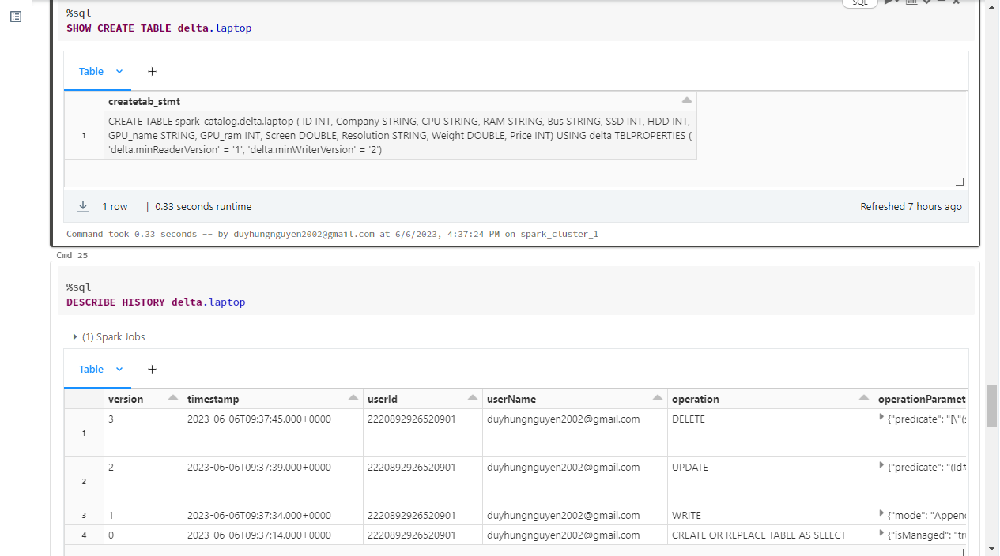 SQL
%sql
SHOW CREATE TABLE delta.laptop
Table
createtab_stmt
1
CREATE TABLE spark_catalog.delta.laptop ( ID INT, Company STRING, CPU STRING, RAM STRING, Bus STRING, SSD INT, HDD INT,
GPU_name STRING, GPU_ram INT, Screen DOUBLE, Resolution STRING, Weight DOUBLE, Price INT) USING delta TBLPROPERTIES (
'delta.minReaderVersion' = '1', 'delta.minWriterVersion' = '2')
1 row | 0.33 seconds runtime Refreshed 7 hours ago
Command took 0.33 seconds -- by duyhungnguyen2002@gmail.com at 6/6/2023, 4:37:24 PM on spark_cluster_1
Cmd 25
%sql
DESCRIBE HISTORY delta.laptop
(1) Spark Jobs
Table
version timestamp userId userName operation operationParamet
1 3 2023-06-06T09:37:45.000+0000 2220892926520901 duyhungnguyen2002@gmail.com DELETE {"predicate": "[\"(s
2 2 2023-06-06T09:37:39.000+0000 2220892926520901 duyhungnguyen2002@gmail.com UPDATE {"predicate": "(Id#
3 1 2023-06-06T09:37:34.000+0000 2220892926520901 duyhungnguyen2002@gmail.com WRITE {"mode": "Append
4 0 2023-06-06T09:37:14.000+0000 2220892926520901 duyhungnguyen2002@gmail.com CREATE OR REPLACE TABLE AS SELECT {"isManaged": "tru